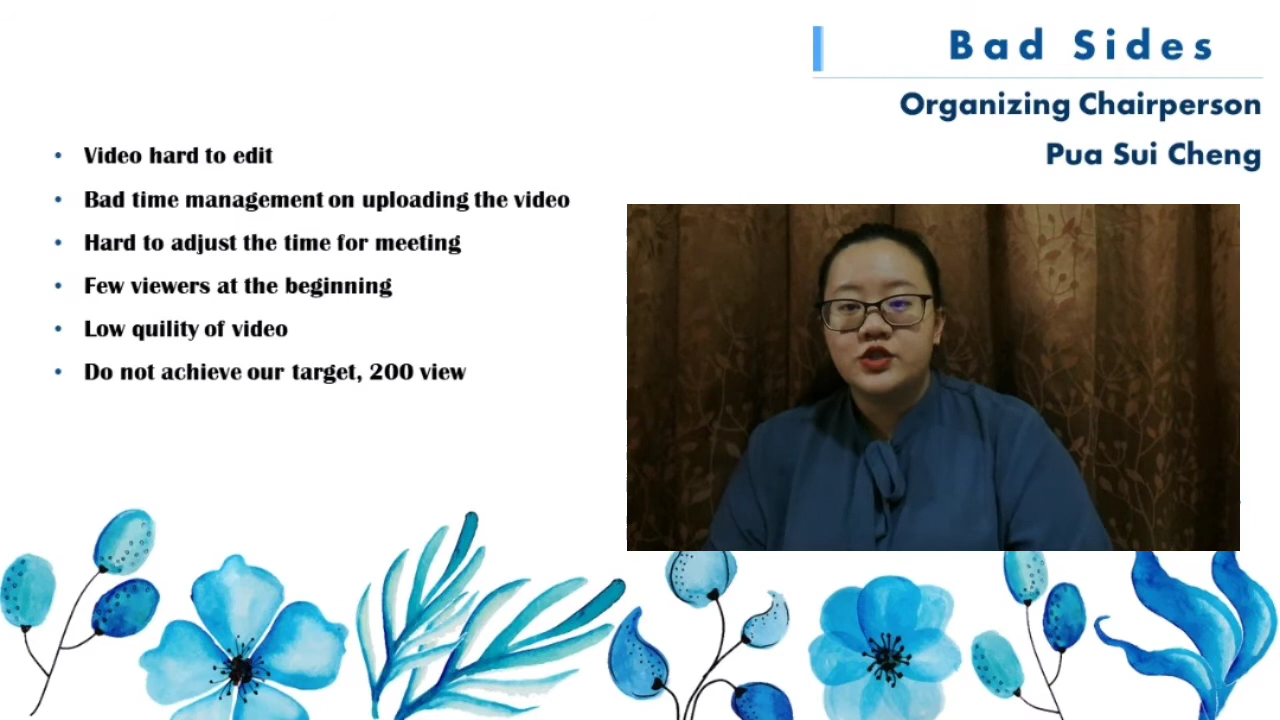 Bad Sides
Organizing Chairperson
Pua Sui Cheng
• Video hard to edit
• Bad time management on uploading the video
• Hard to adjust the time for meeting
• Few viewers at the beginning
• Low quility of video
• Do not achieve our target, 200 view